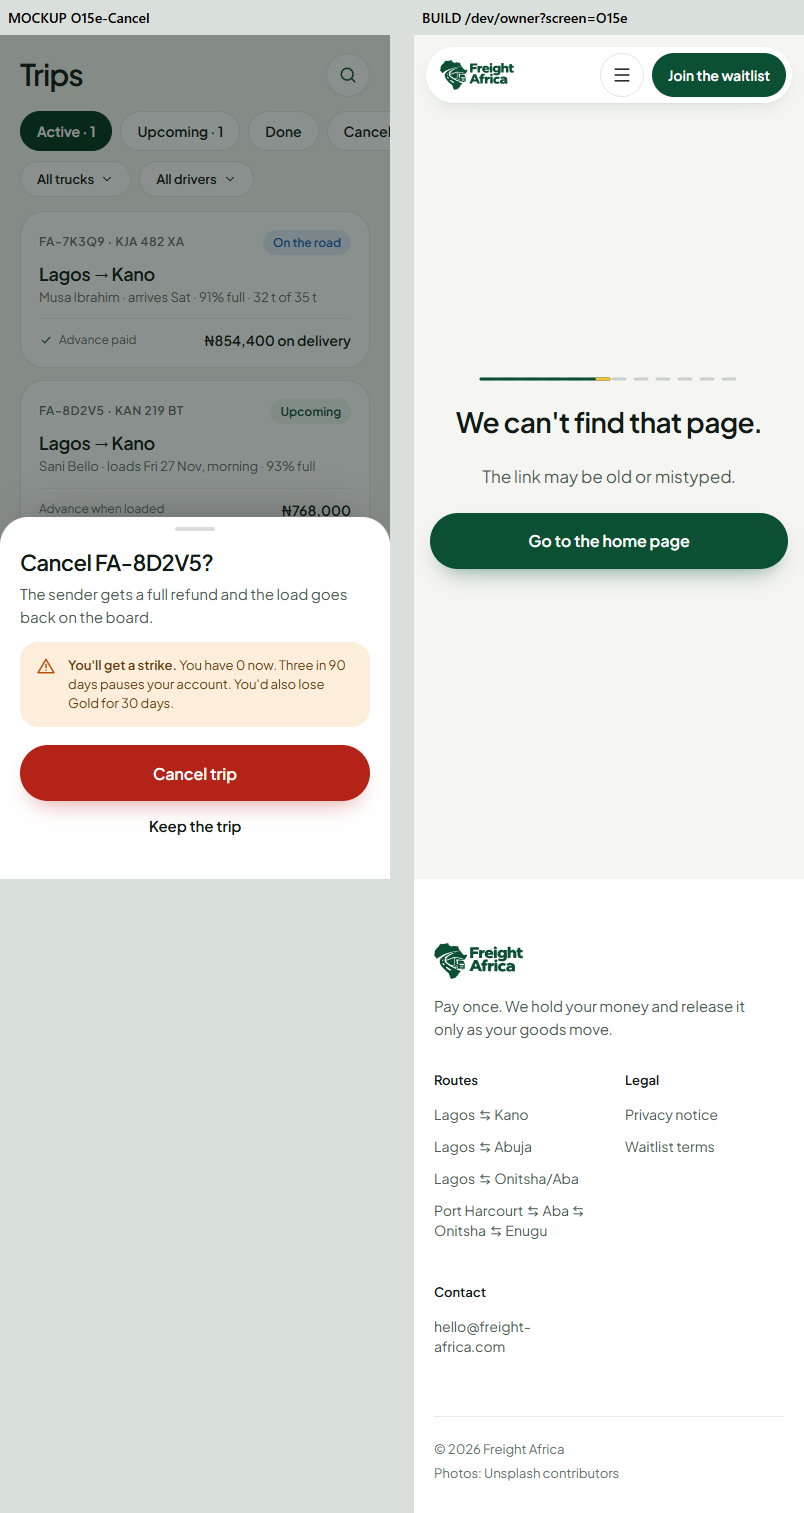 MOCKUP O15e-Cancel
Trips
Active · 1
Upcoming · 1
Done
Cancel
All trucks
All drivers
FA-7K3Q9 · KJA 482 XA
On the road
Lagos → Kano
Musa Ibrahim · arrives Sat · 91% full · 32 t of 35 t
Advance paid
₦854,400 on delivery
FA-8D2V5 · KAN 219 BT
Upcoming
Lagos → Kano
Sani Bello · loads Fri 27 Nov, morning · 93% full
Advance when loaded
₦768,000
Cancel FA-8D2V5?
The sender gets a full refund and the load goes
back on the board.
You'll get a strike. You have 0 now. Three in 90
days pauses your account. You'd also lose
Gold for 30 days.
Cancel trip
Keep the trip
BUILD /dev/owner?screen=O15e
Freight
Africa
Join the waitlist
We can't find that page.
The link may be old or mistyped.
Go to the home page
Freight
Africa
Pay once. We hold your money and release it
only as your goods move.
Routes
Lagos ⇆ Kano
Lagos ⇆ Abuja
Lagos ⇆ Onitsha/Aba
Port Harcourt ⇆ Aba ⇆
Onitsha ⇆ Enugu
Legal
Privacy notice
Waitlist terms
Contact
hello@freight-
africa.com
© 2026 Freight Africa
Photos: Unsplash contributors